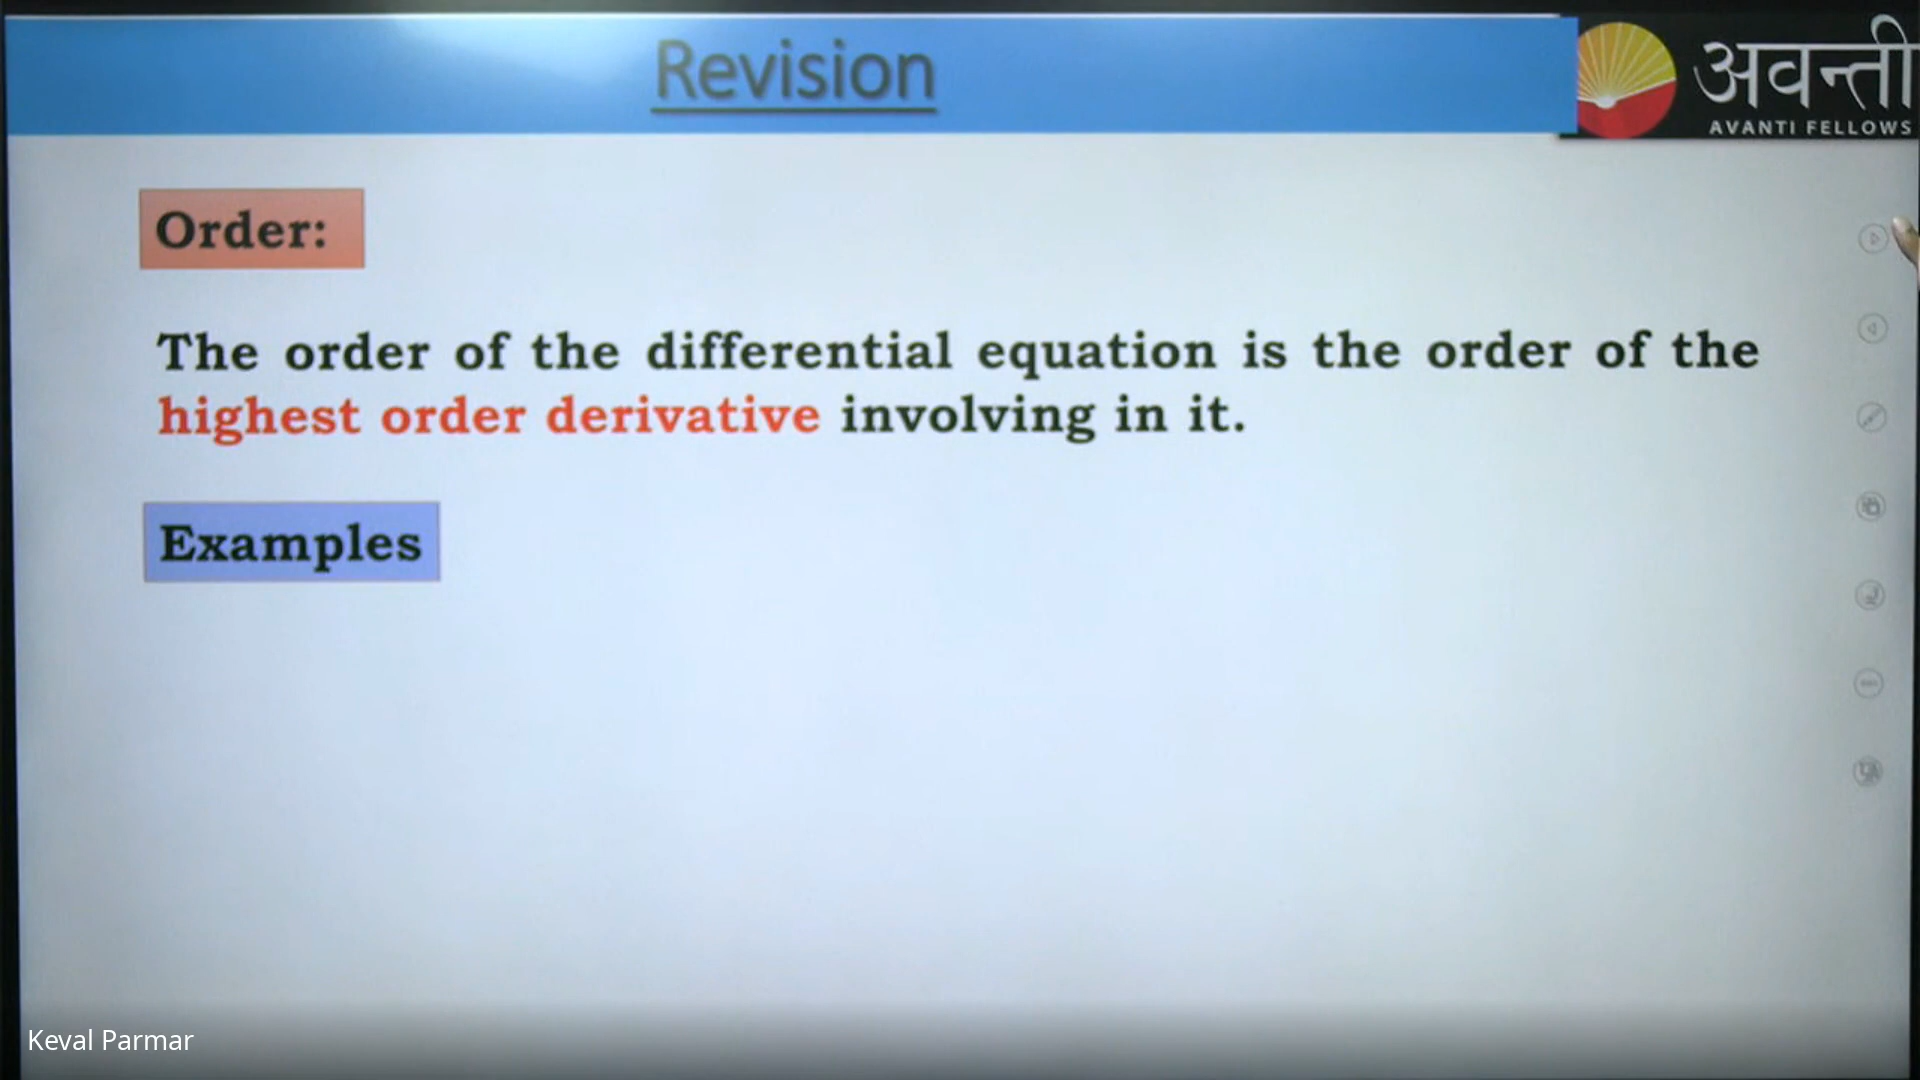 Revision
अवन्ती
AVANTI FELLOWS
Order:
The order of the differential equation is the order of the
highest order derivative involving in it.
Examples
Keval Parmar